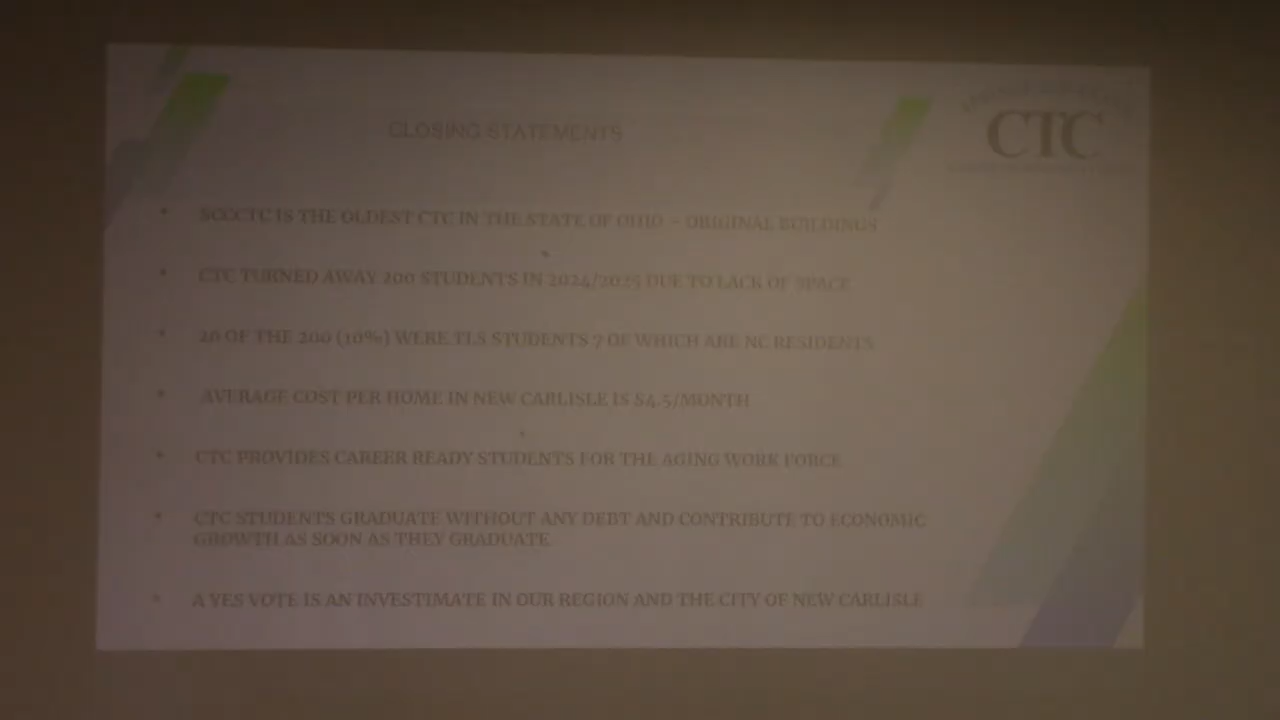 CLOSING STATEMENTS
CTC
SCCCTC IS THE OLDEST CTC IN THE STATE OF OHIO - ORIGINAL BUILDINGS
CTC TURNED AWAY 200 STUDENTS IN 2024/2025 DUE TO LACK OF SPACE
20 OF THE 200 (10%) WERE TLS STUDENTS 7 OF WHICH ARE NC RESIDENTS
AVERAGE COST PER HOME IN NEW CARLISLE IS $4.5/MONTH
CTC PROVIDES CAREER READY STUDENTS FOR THE AGING WORK FORCE
CTC STUDENTS GRADUATE WITHOUT ANY DEBT AND CONTRIBUTE TO ECONOMIC
GROWTH AS SOON AS THEY GRADUATE
A YES VOTE IS AN INVESTIMATE IN OUR REGION AND THE CITY OF NEW CARLISLE